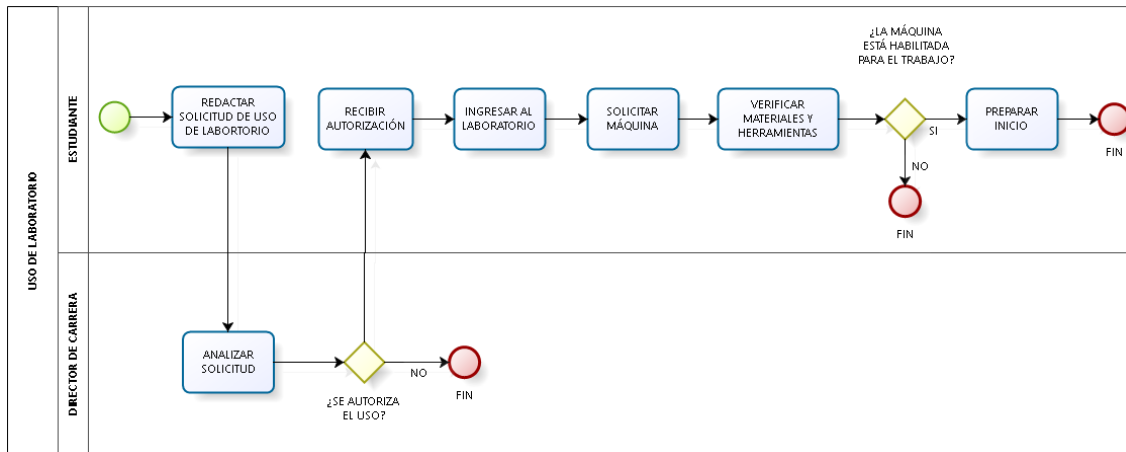 USO DE LABORATORIO
ESTUDIANTE
REDACTAR
SOLICITUD DE USO
DE LABORTORIO
RECIBIR
AUTORIZACIÓN
INGRESAR AL
LABORATORIO
SOLICITAR
MÁQUINA
VERIFICAR
MATERIALES Y
HERRAMIENTAS
¿LA MÁQUINA
ESTÁ HABILITADA
PARA EL TRABAJO?
SI
NO
FIN
PREPARAR
INICIO
FIN
DIRECTOR DE CARRERA
ANALIZAR
SOLICITUD
¿SE AUTORIZA
EL USO?
NO
FIN